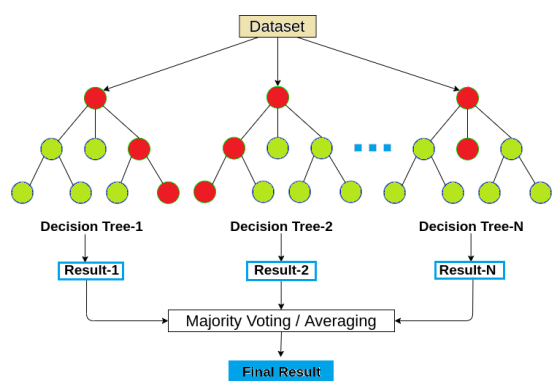 Dataset
Decision Tree-1
Decision Tree-2
Decision Tree-N
Result-1
Result-2
Result-N
Majority Voting / Averaging
Final Result